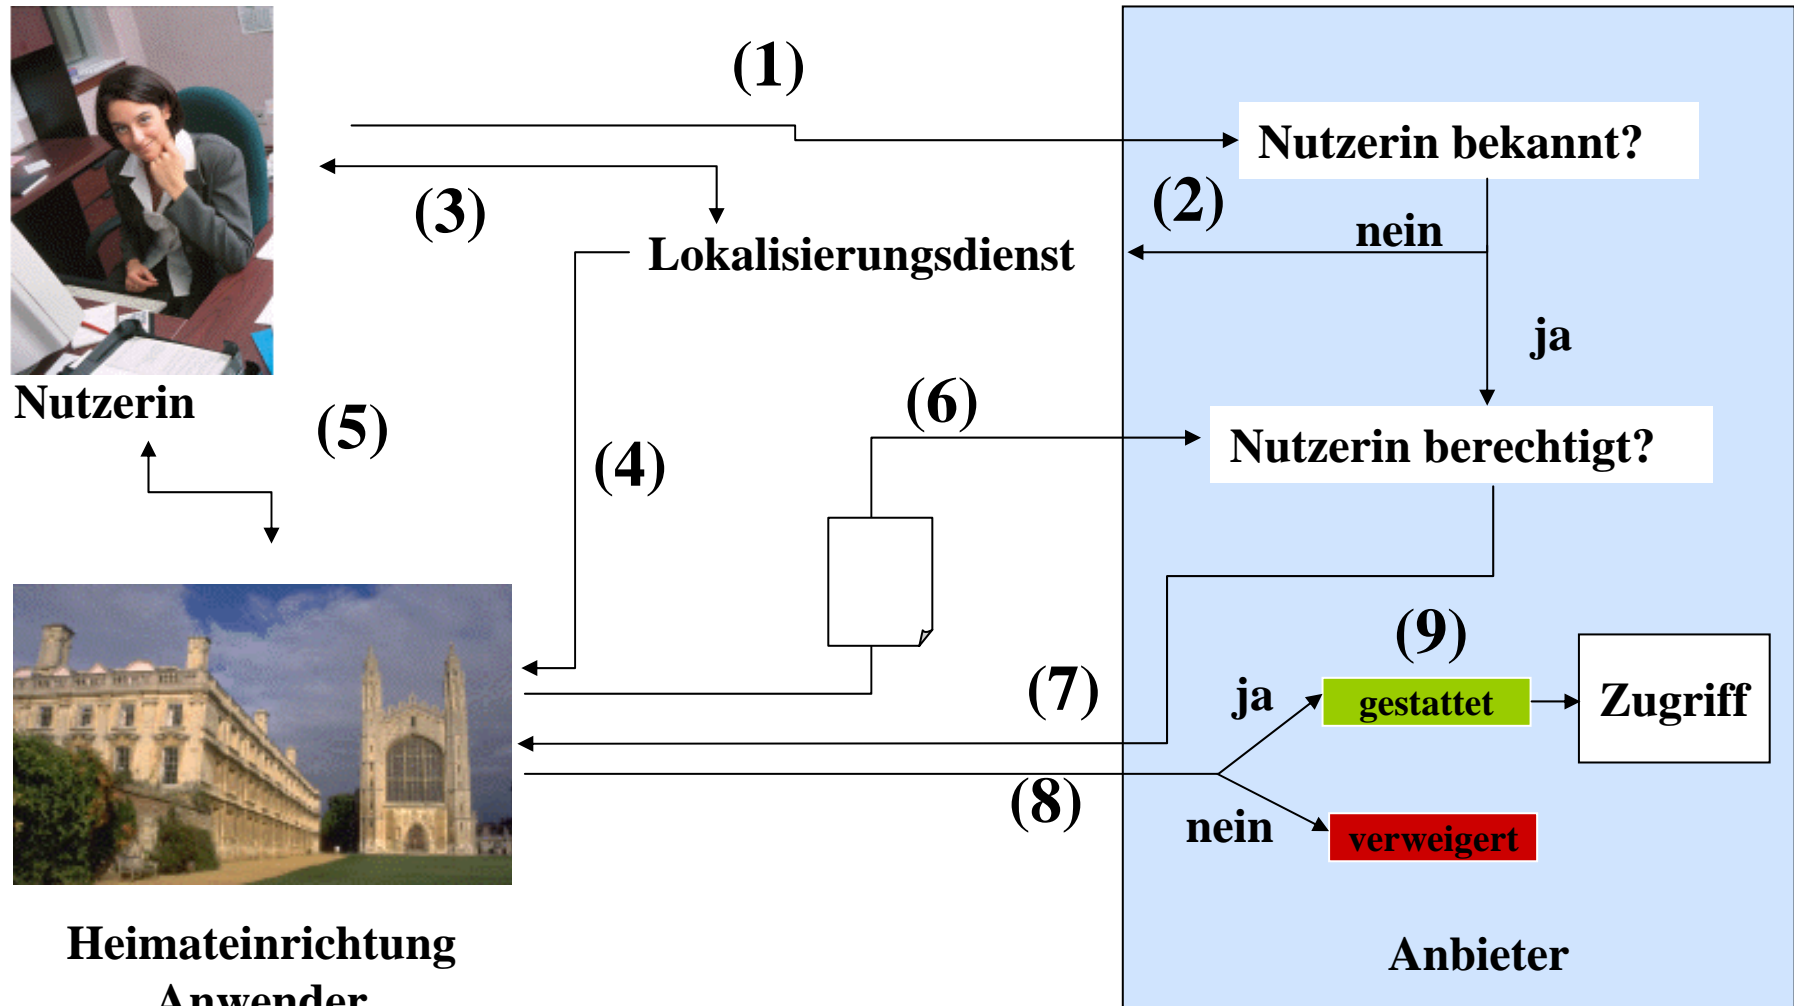 (1)
Nutzerin bekannt?
(2)
(3)
nein
Lokalisierungsdienst
ja
Nutzerin
(5)
(6)
(4)
Nutzerin berechtigt?
(9)
(7)
ja
gestattet
Zugriff
(8)
nein
verweigert
Heimateinrichtung
Anwender
Anbieter